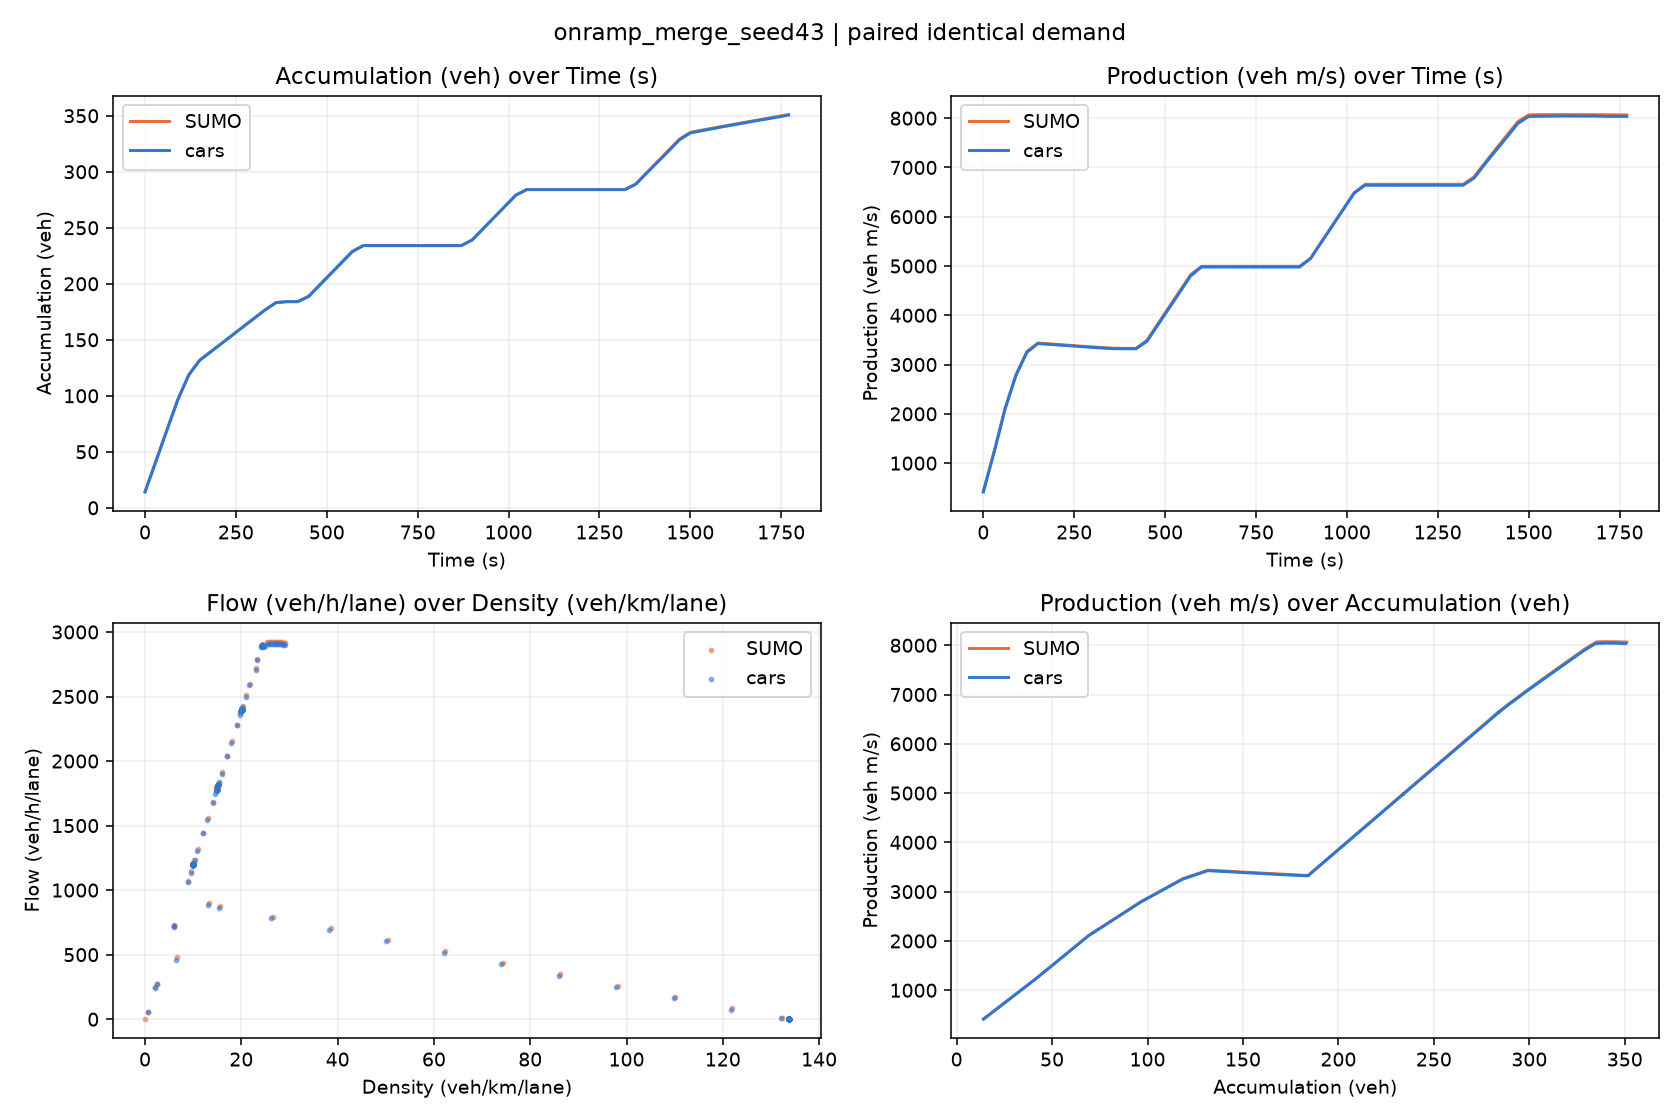 onramp_merge_seed43 | paired identical demand
Accumulation (veh) over Time (s)
350
300
250
200
150
100
50
0
Accumulation (veh)
SUMO
cars
0 250 500 750 1000 1250 1500 1750
Time (s)
Production (veh m/s) over Time (s)
8000
7000
6000
5000
4000
3000
2000
1000
Production (veh m/s)
SUMO
cars
0 250 500 750 1000 1250 1500 1750
Time (s)
Flow (veh/h/lane) over Density (veh/km/lane)
3000
2500
2000
1500
1000
500
0
Flow (veh/h/lane)
SUMO
cars
0 20 40 60 80 100 120 140
Density (veh/km/lane)
Production (veh m/s) over Accumulation (veh)
8000
7000
6000
5000
4000
3000
2000
1000
Production (veh m/s)
SUMO
cars
0 50 100 150 200 250 300 350
Accumulation (veh)